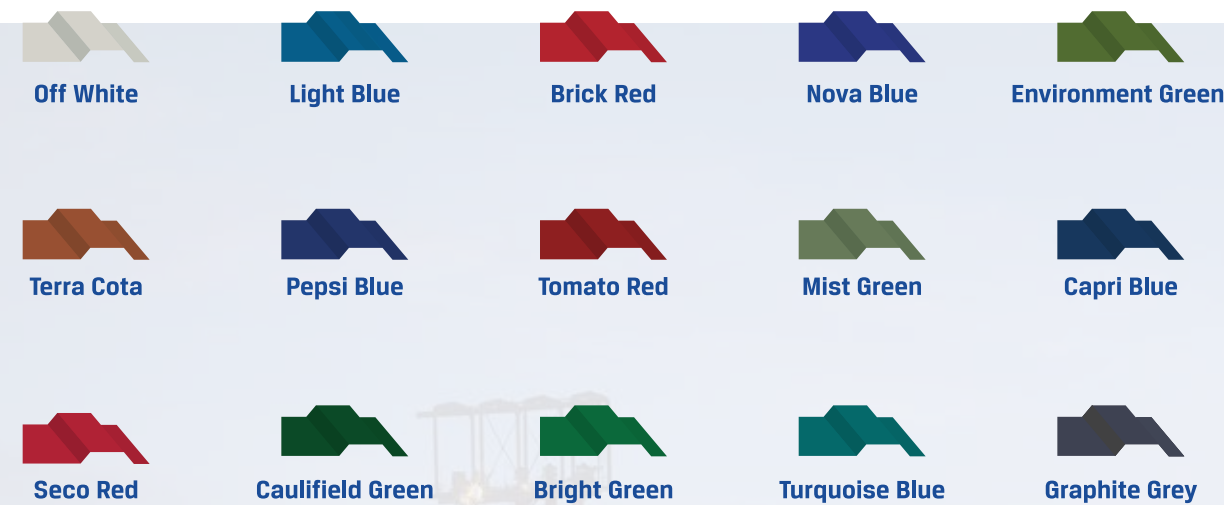 Off White
Light Blue
Brick Red
Nova Blue
Environment Green
Terra Cota
Pepsi Blue
Tomato Red
Mist Green
Capri Blue
Seco Red
Caulifield Green
Bright Green
Turquoise Blue
Graphite Grey